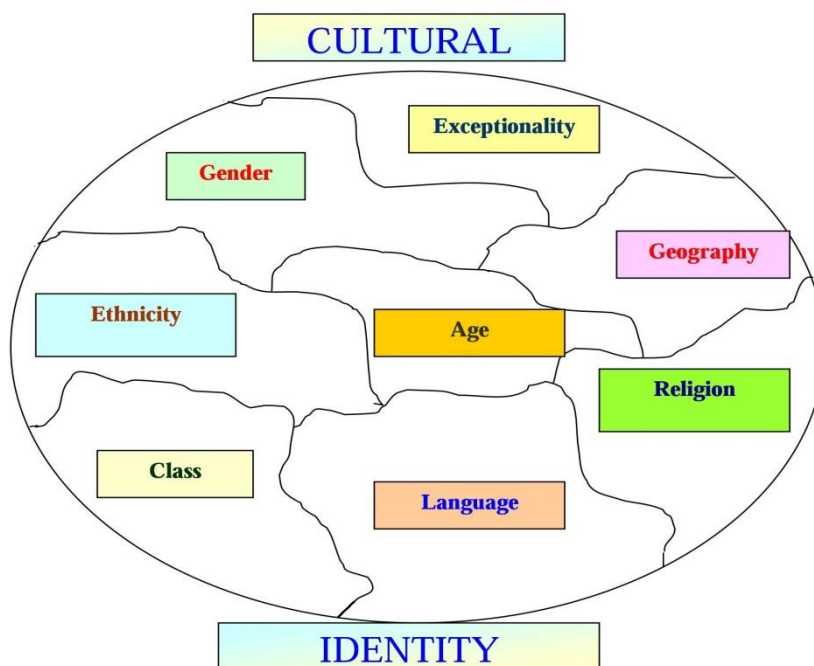 CULTURAL
Exceptionality
Gender
Geography
Ethnicity
Age
Religion
Class
Language
IDENTITY